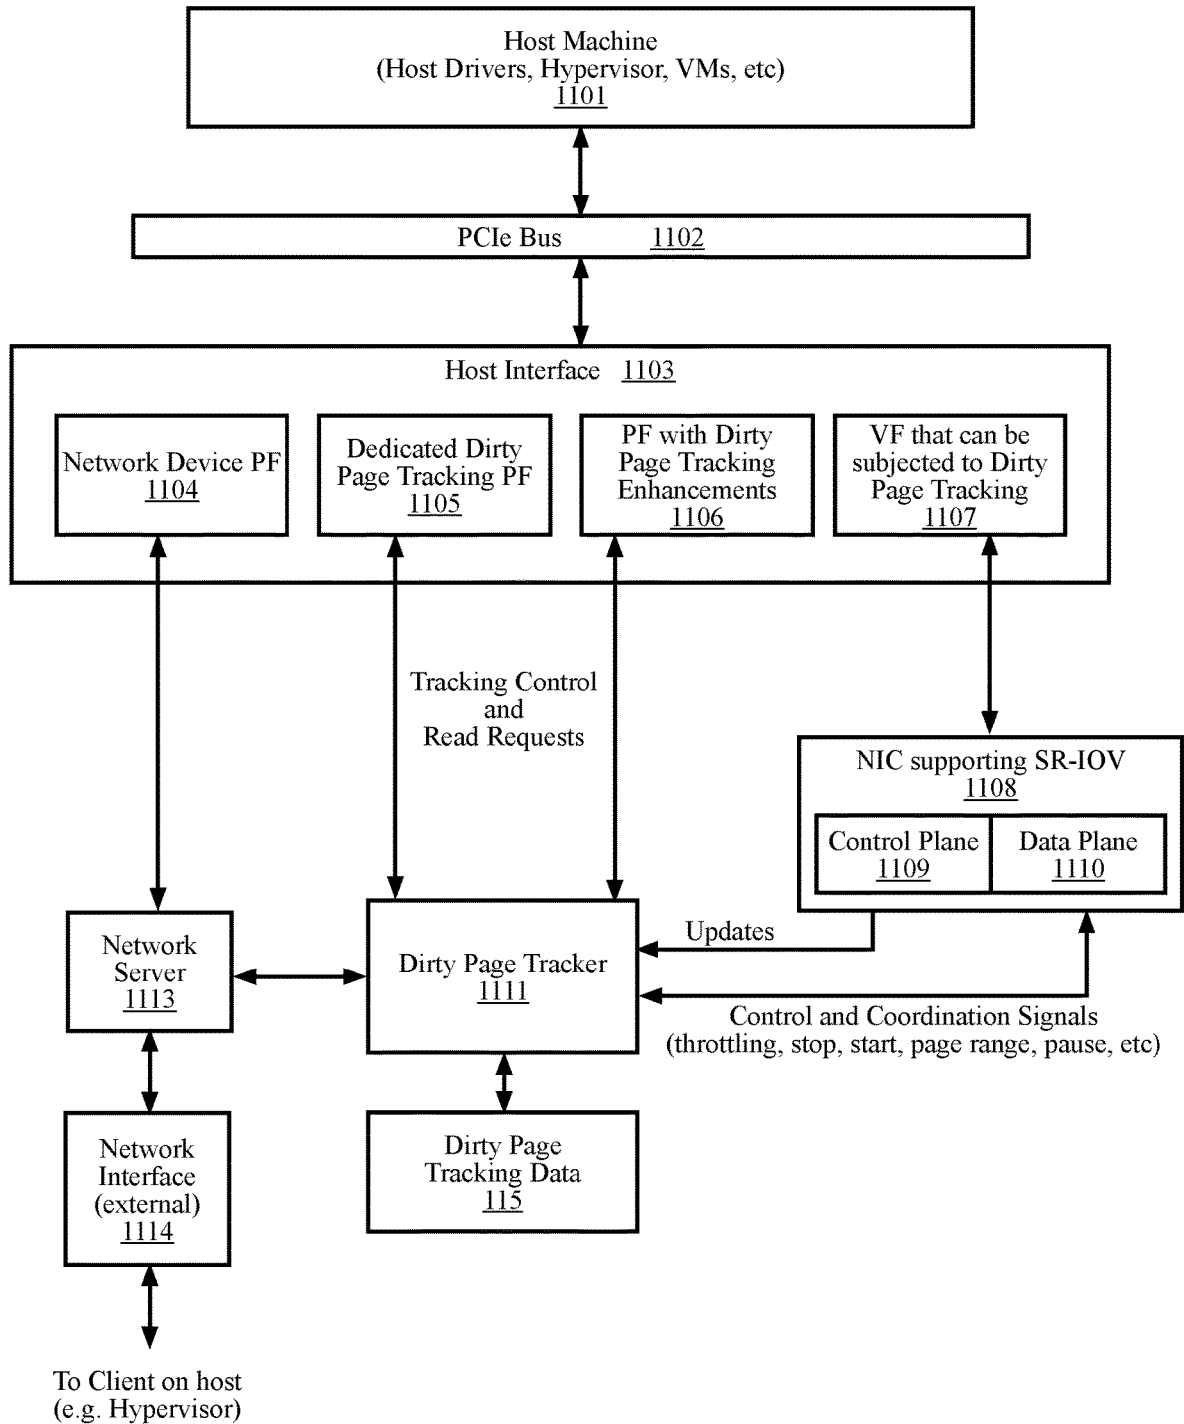 Host Machine
(Host Drivers, Hypervisor, VMs, etc)
1101
PCIe Bus 1102
Host Interface 1103
Network Device PF
1104
Dedicated Dirty
Page Tracking PF
1105
PF with Dirty
Page Tracking
Enhancements
1106
VF that can be
subjected to Dirty
Page Tracking
1107
Tracking Control
and
Read Requests
NIC supporting SR-IOV
1108
Control Plane
1109
Data Plane
1110
Network
Server
1113
Dirty Page Tracker
1111
Updates
Control and Coordination Signals
(throttling, stop, start, page range, pause, etc)
Network
Interface
(external)
1114
Dirty Page
Tracking Data
115
To Client on host
(e.g. Hypervisor)